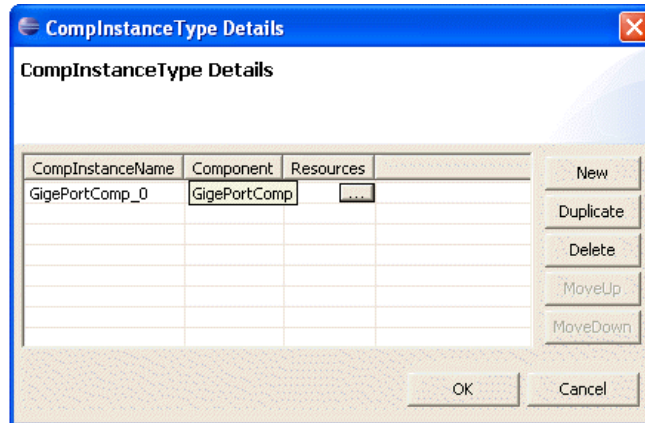 CompInstanceType Details
CompInstanceType Details
CompInstanceName Component Resources
GigePortComp_0 GigePortComp ...
New
Duplicate
Delete
MoveUp
MoveDown
OK Cancel